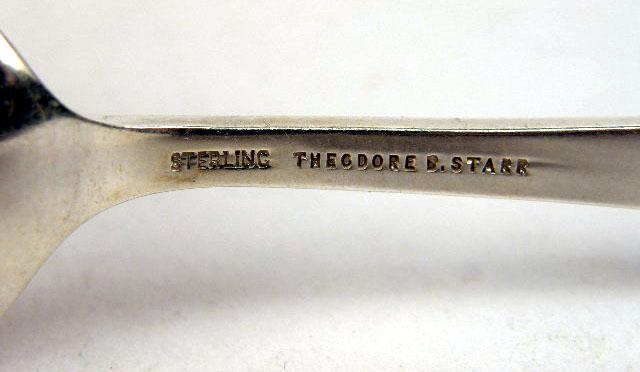 STERLING THEODORE B. STARR